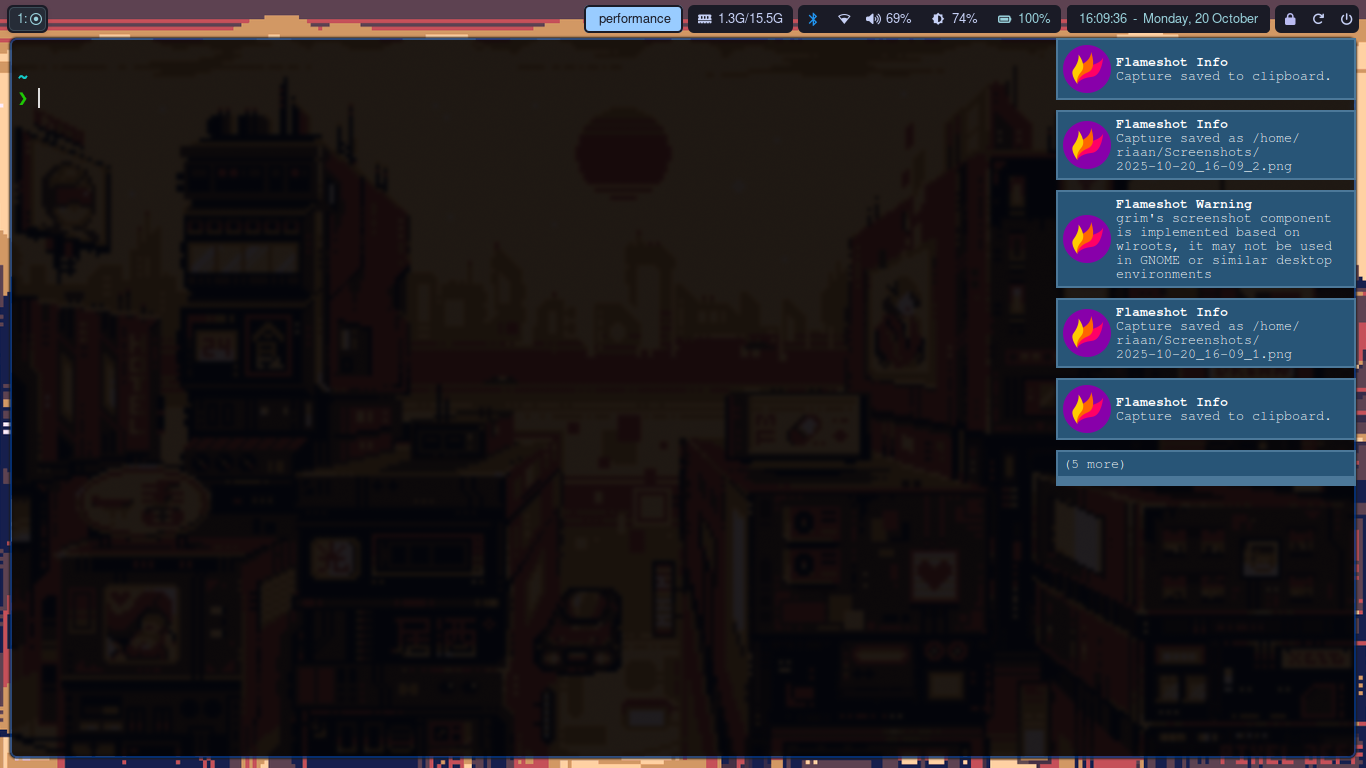 1:
performance
1.3G/15.5G
69%
74%
100%
16:09:36 - Monday, 20 October
~
❯
Flameshot Info
Capture saved to clipboard.
Flameshot Info
Capture saved as /home/
riaan/Screenshots/
2025-10-20_16-09_2.png
Flameshot Warning
grim's screenshot component
is implemented based on
wlroots, it may not be used
in GNOME or similar desktop
environments
Flameshot Info
Capture saved as /home/
riaan/Screenshots/
2025-10-20_16-09_1.png
Flameshot Info
Capture saved to clipboard.
(5 more)
食